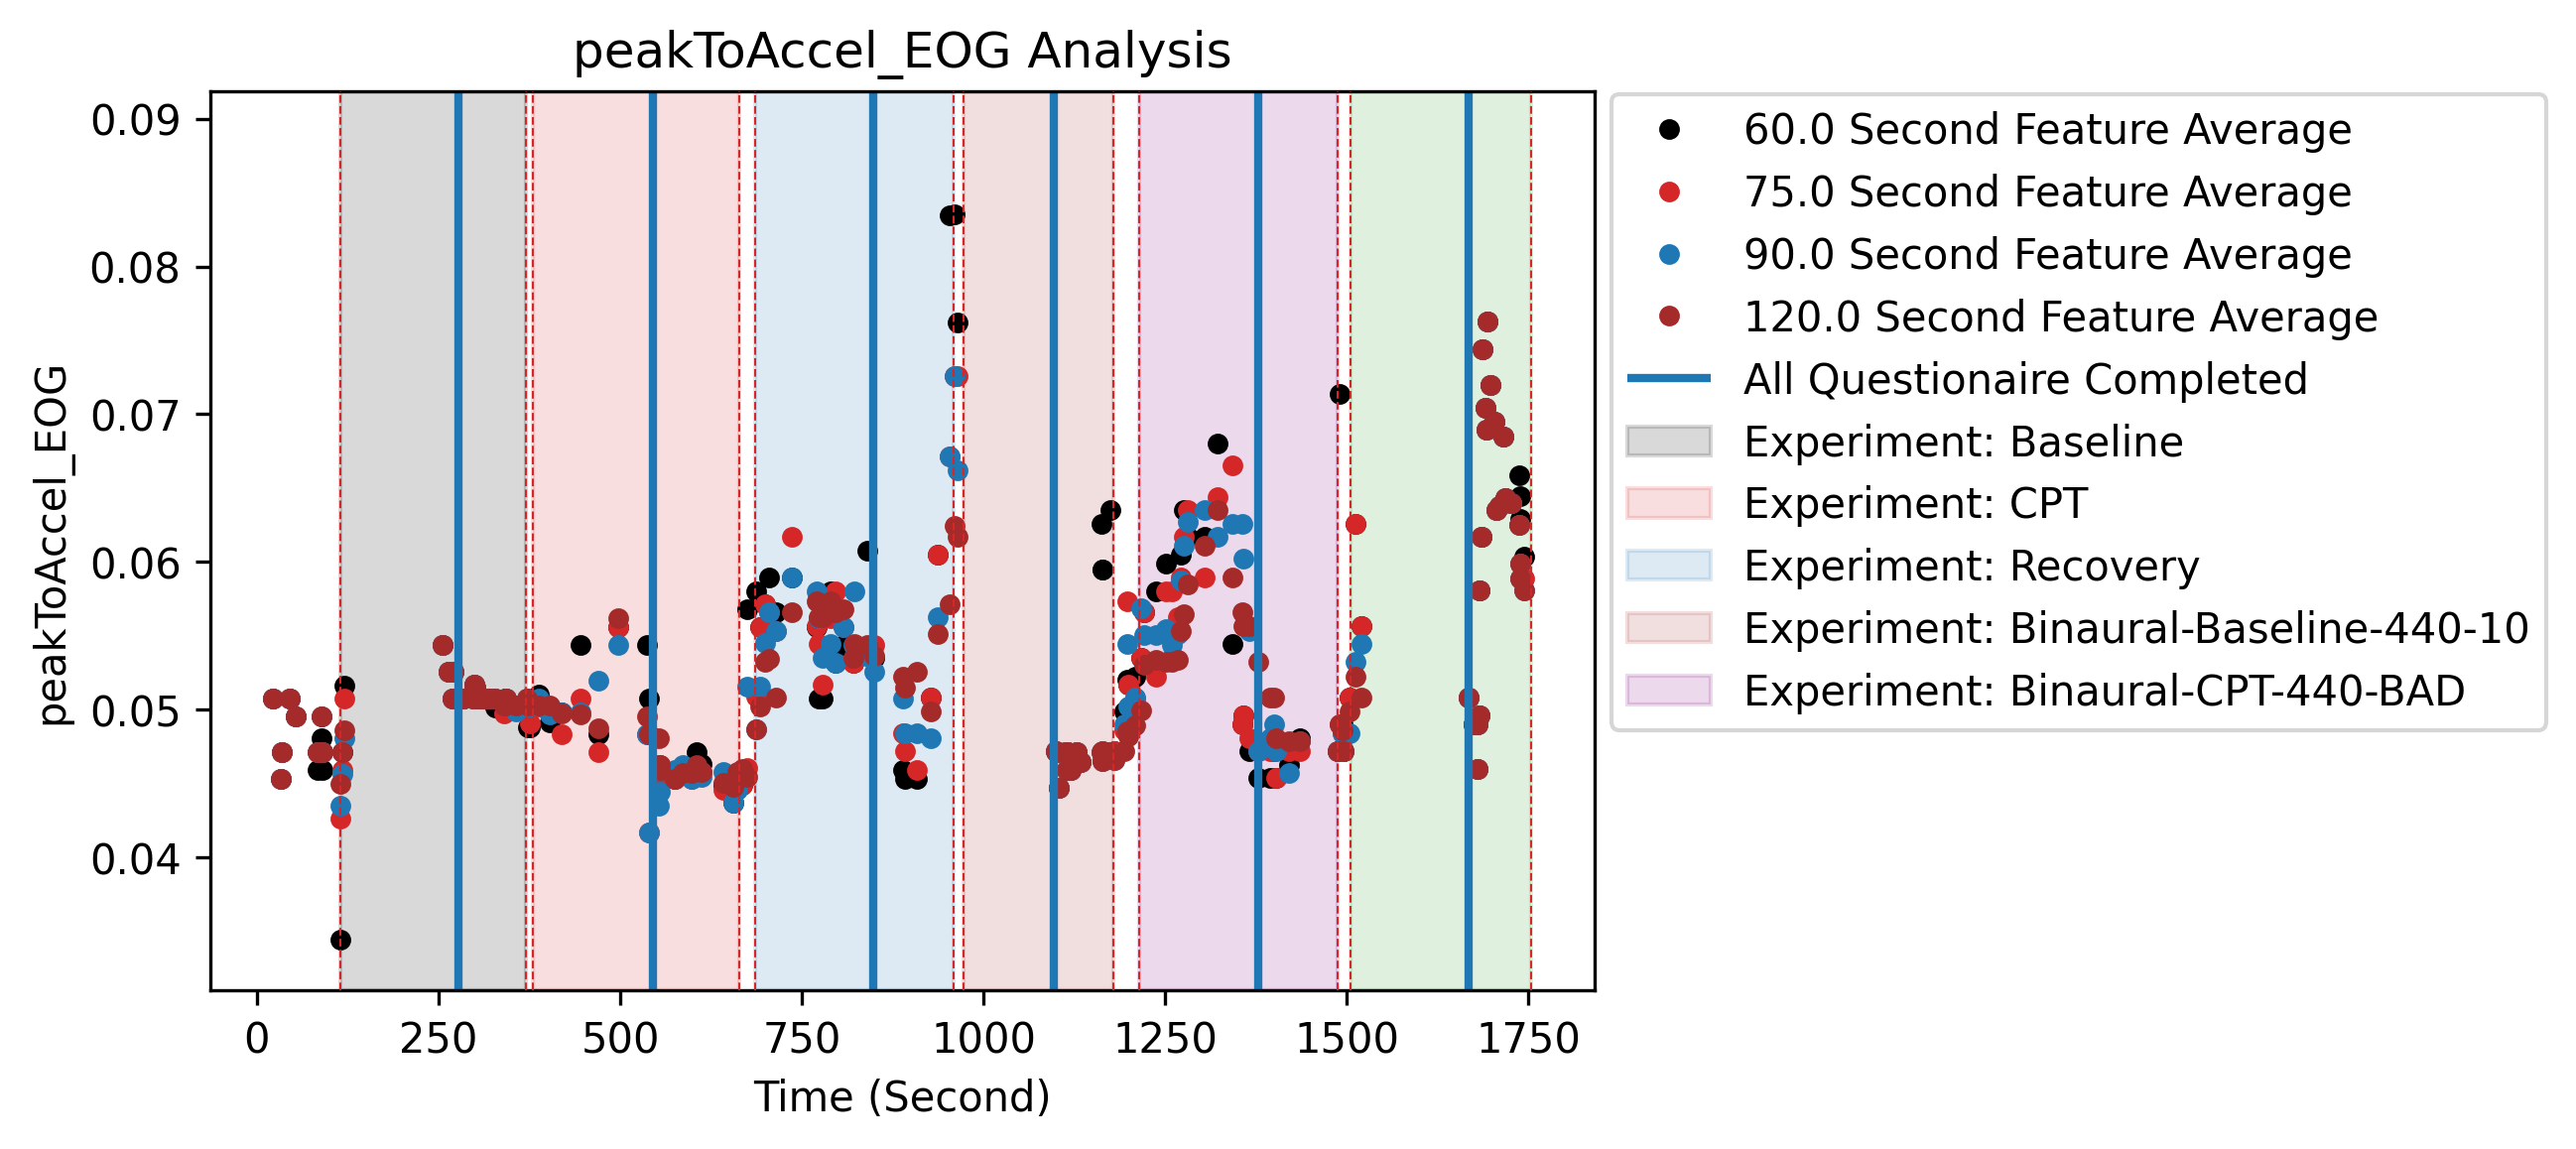 peakToAccel_EOG Analysis
0.09
0.08
0.07
0.06
0.05
0.04
peakToAccel_EOG
0 250 500 750 1000 1250 1500 1750
Time (Second)
60.0 Second Feature Average
75.0 Second Feature Average
90.0 Second Feature Average
120.0 Second Feature Average
All Questionaire Completed
Experiment: Baseline
Experiment: CPT
Experiment: Recovery
Experiment: Binaural-Baseline-440-10
Experiment: Binaural-CPT-440-BAD